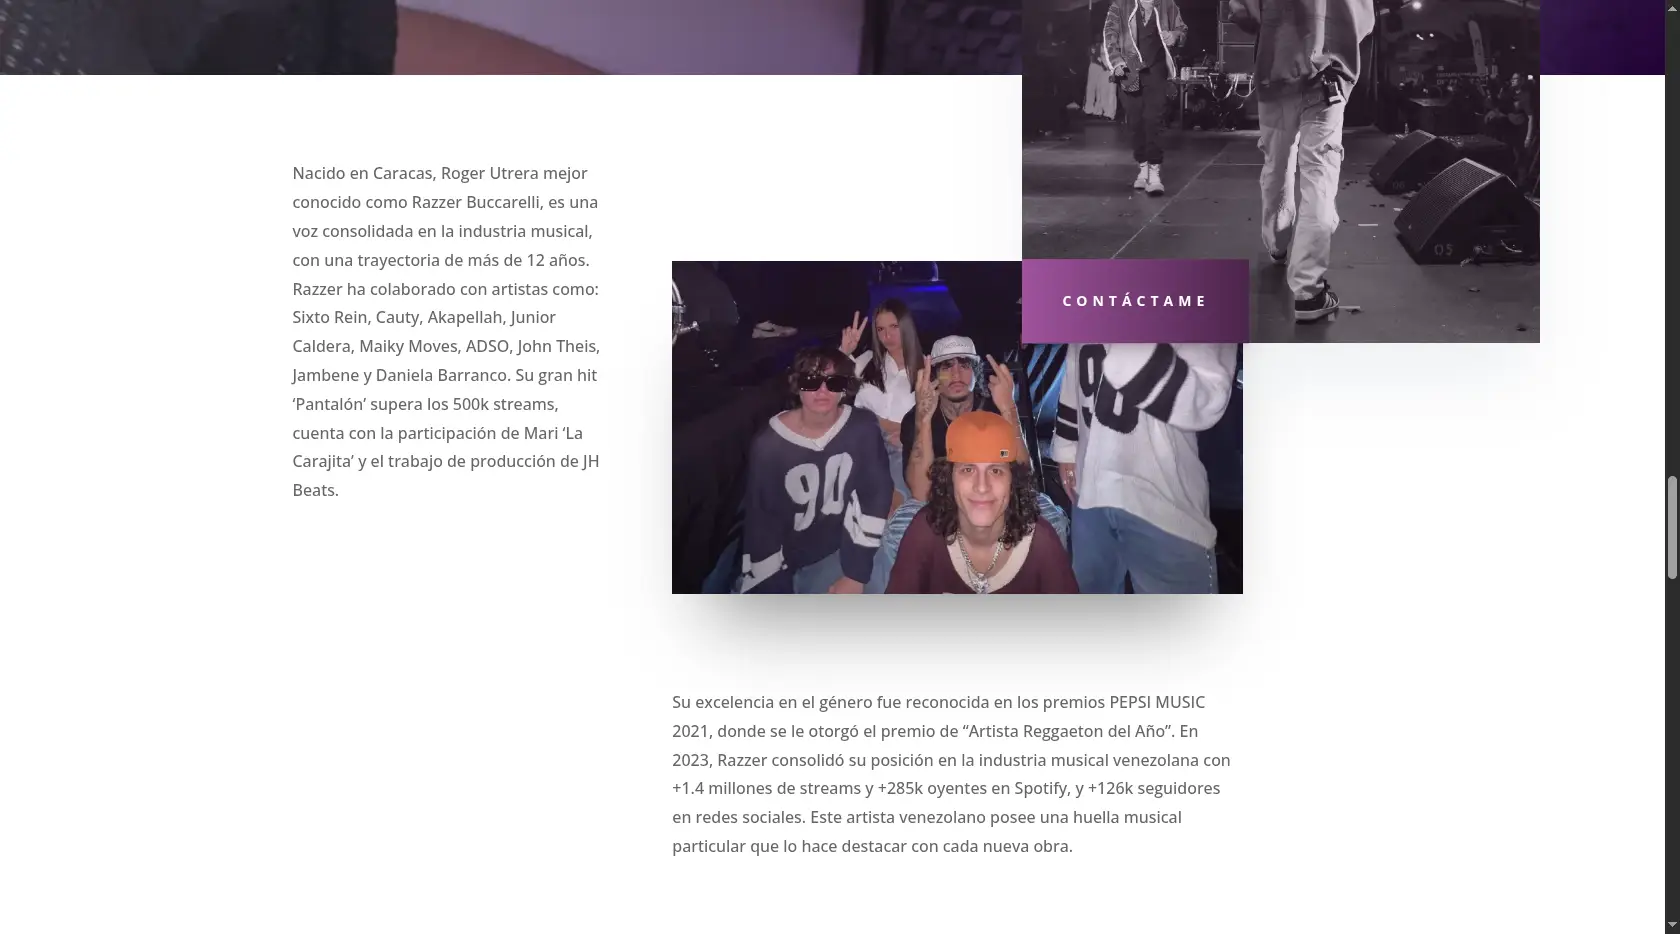 Nacido en Caracas, Roger Utrera mejor
conocido como Razzer Buccarelli, es una
voz consolidada en la industria musical,
con una trayectoria de más de 12 años.
Razzer ha colaborado con artistas como:
Sixto Rein, Cauty, Akapellah, Junior
Caldera, Maiky Moves, ADSO, John Theis,
Jambene y Daniela Barranco. Su gran hit
‘Pantalón’ supera los 500k streams,
cuenta con la participación de Mari ‘La
Carajita’ y el trabajo de producción de JH
Beats.
CONTÁCTAME
05
90
90
Su excelencia en el género fue reconocida en los premios PEPSI MUSIC
2021, donde se le otorgó el premio de “Artista Reggaeton del Año”. En
2023, Razzer consolidó su posición en la industria musical venezolana con
+1.4 millones de streams y +285k oyentes en Spotify, y +126k seguidores
en redes sociales. Este artista venezolano posee una huella musical
particular que lo hace destacar con cada nueva obra.